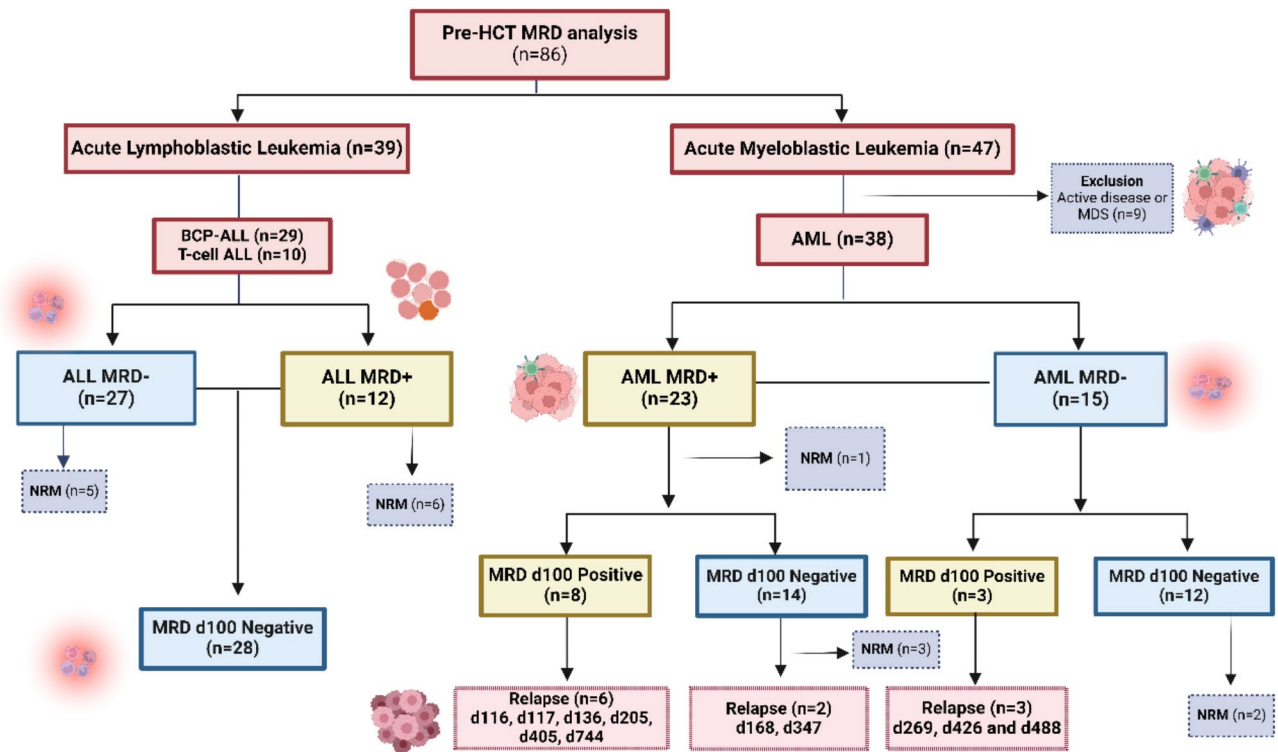 Pre-HCT MRD analysis
(n=86)
Acute Lymphoblastic Leukemia (n=39)
Acute Myeloblastic Leukemia (n=47)
Exclusion
Active disease or
MDS (n=9)
BCP-ALL (n=29)
T-cell ALL (n=10)
AML (n=38)
ALL MRD-
(n=27)
ALL MRD+
(n=12)
AML MRD+
(n=23)
AML MRD-
(n=15)
NRM (n=5)
NRM (n=6)
NRM (n=1)
MRD d100 Positive
(n=8)
MRD d100 Negative
(n=14)
MRD d100 Positive
(n=3)
MRD d100 Negative
(n=12)
MRD d100 Negative
(n=28)
NRM (n=3)
Relapse (n=6)
d116, d117, d136, d205,
d405, d744
Relapse (n=2)
d168, d347
Relapse (n=3)
d269, d426 and d488
NRM (n=2)